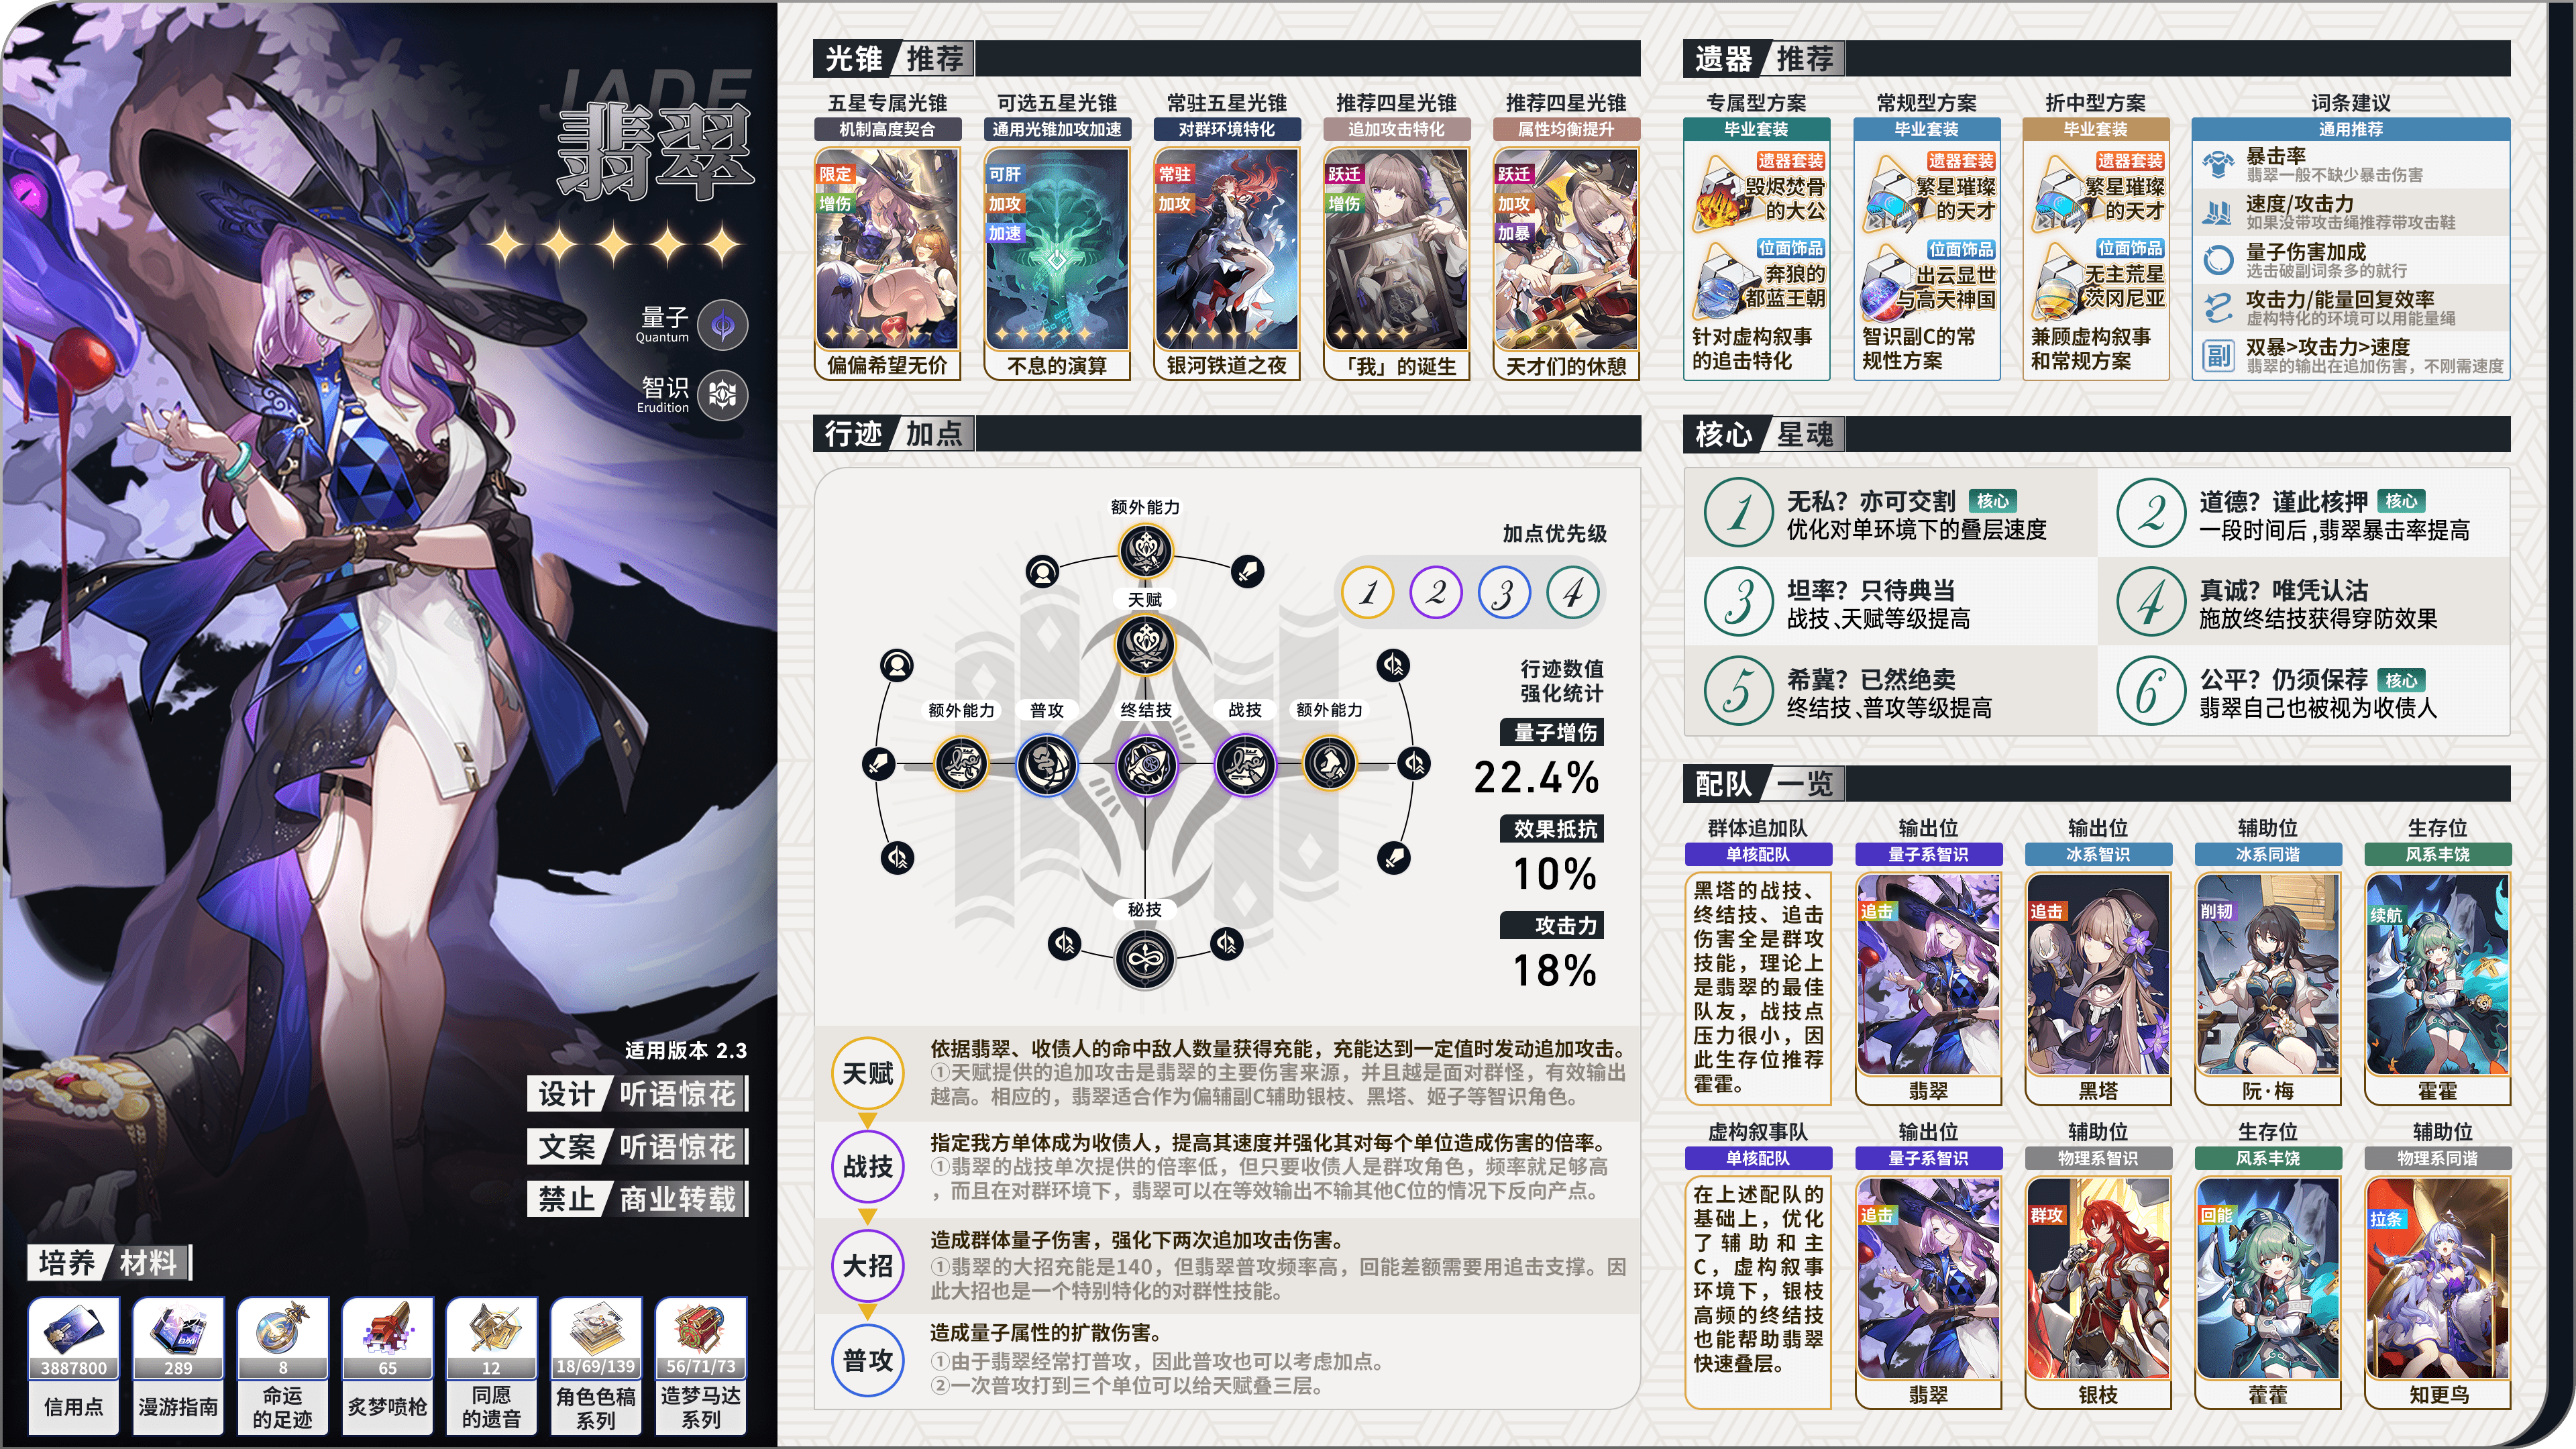 JADE
翡翠
量子
Quantum
智识
Erudition
适用版本 2.3
设计 听语惊花
文案 听语惊花
禁止 商业转载
培养 材料
3887800
信用点
289
漫游指南
8
命运
的足迹
65
炙梦喷枪
12
同愿
的遗音
18/69/139
角色色稿
系列
56/71/73
造梦马达
系列
光锥 推荐
五星专属光锥
机制高度契合
限定
增伤
偏偏希望无价
可选五星光锥
通用光锥加攻加速
可肝
加攻
加速
不息的演算
常驻五星光锥
对群环境特化
常驻
加攻
银河铁道之夜
推荐四星光锥
追加攻击特化
跃迁
增伤
「我」的诞生
推荐四星光锥
属性均衡提升
跃迁
加攻
加暴
天才们的休憩
行迹 加点
额外能力
天赋
额外能力
普攻
终结技
战技
额外能力
秘技
加点优先级
1 2 3 4
行迹数值
强化统计
量子增伤
22.4%
效果抵抗
10%
攻击力
18%
天赋
依据翡翠、收债人的命中敌人数量获得充能，充能达到一定值时发动追加攻击。
①天赋提供的追加攻击是翡翠的主要伤害来源，并且越是面对群怪，有效输出
越高。相应的，翡翠适合作为偏辅副C辅助银枝、黑塔、姬子等智识角色。
战技
指定我方单体成为收债人，提高其速度并强化其对每个单位造成伤害的倍率。
①翡翠的战技单次提供的倍率低，但只要收债人是群攻角色，频率就足够高
，而且在对群环境下，翡翠可以在等效输出不输其他C位的情况下反向产点。
大招
造成群体量子伤害，强化下两次追加攻击伤害。
①翡翠的大招充能是140，但翡翠普攻频率高，回能差额需要用追击支撑。因
此大招也是一个特别特化的对群性技能。
普攻
造成量子属性的扩散伤害。
①由于翡翠经常打普攻，因此普攻也可以考虑加点。
②一次普攻打到三个单位可以给天赋叠三层。
遗器 推荐
专属型方案
毕业套装
遗器套装
毁烬焚骨
的大公
位面饰品
奔狼的
都蓝王朝
针对虚构叙事
的追击特化
常规型方案
毕业套装
遗器套装
繁星璀璨
的天才
位面饰品
出云显世
与高天神国
智识副C的常
规性方案
折中型方案
毕业套装
遗器套装
繁星璀璨
的天才
位面饰品
无主荒星
茨冈尼亚
兼顾虚构叙事
和常规方案
词条建议
通用推荐
暴击率
翡翠一般不缺少暴击伤害
速度/攻击力
如果没带攻击绳推荐带攻击鞋
量子伤害加成
选击破副词条多的就行
攻击力/能量回复效率
虚构特化的环境可以用能量绳
副
双暴>攻击力>速度
翡翠的输出在追加伤害，不刚需速度
核心 星魂
1
无私？亦可交割 核心
优化对单环境下的叠层速度
2
道德？谨此核押 核心
一段时间后,翡翠暴击率提高
3
坦率？只待典当
战技、天赋等级提高
4
真诚？唯凭认沽
施放终结技获得穿防效果
5
希冀？已然绝卖
终结技、普攻等级提高
6
公平？仍须保荐 核心
翡翠自己也被视为收债人
配队 一览
群体追加队
单核配队
黑塔的战技、
终结技、追击
伤害全是群攻
技能，理论上
是翡翠的最佳
队友，战技点
压力很小，因
此生存位推荐
霍霍。
输出位
量子系智识
追击
翡翠
输出位
冰系智识
追击
黑塔
辅助位
冰系同谐
削韧
阮·梅
生存位
风系丰饶
续航
霍霍
虚构叙事队
单核配队
在上述配队的
基础上，优化
了辅助和主
C，虚构叙事
环境下，银枝
高频的终结技
也能帮助翡翠
快速叠层。
输出位
量子系智识
追击
翡翠
辅助位
物理系智识
群攻
银枝
生存位
风系丰饶
回能
藿藿
辅助位
物理系同谐
拉条
知更鸟